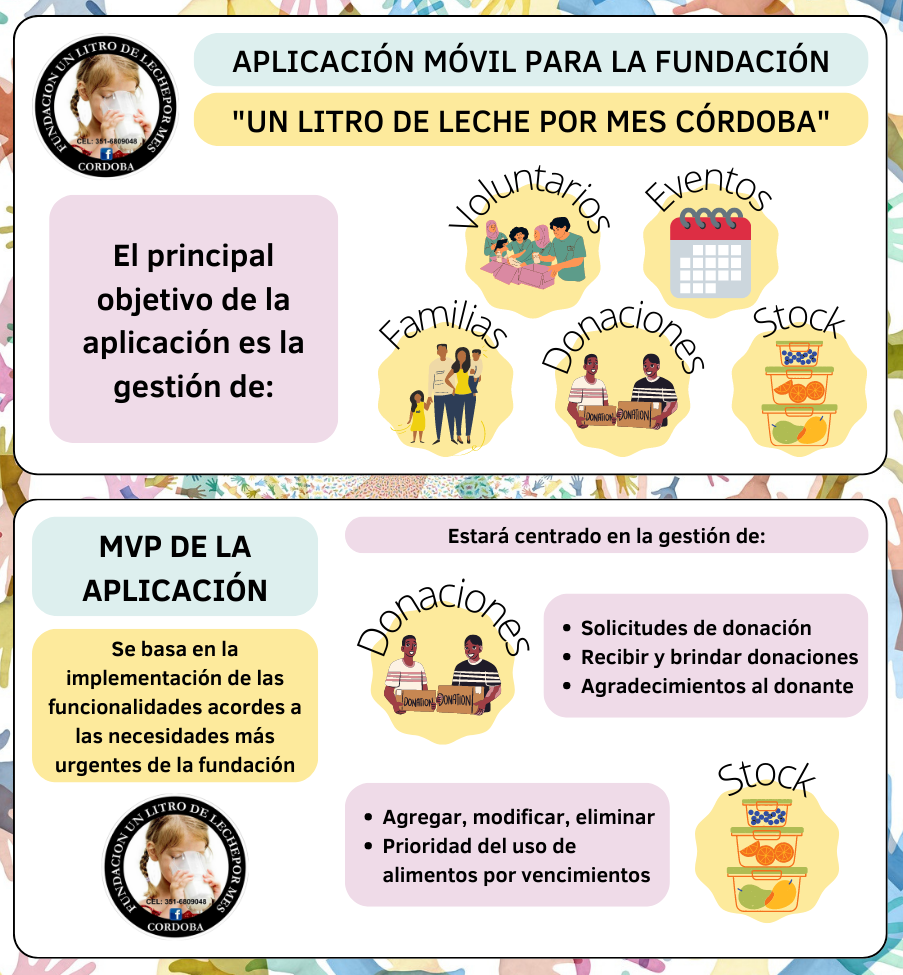 FUNDACION UN LITRO DE LECHE POR MES
CEL: 351-6809048
CORDOBA
APLICACIÓN MÓVIL PARA LA FUNDACIÓN
"UN LITRO DE LECHE POR MES CÓRDOBA"
El principal
objetivo de la
aplicación es la
gestión de:
Voluntarios
Eventos
Familias
Donaciones
DONATION
DONATION
Stock
MVP DE LA
APLICACIÓN
Se basa en la
implementación de las
funcionalidades acordes a
las necesidades más
urgentes de la fundación
FUNDACION UN LITRO DE LECHE POR MES
CEL: 351-6809048
CORDOBA
Estará centrado en la gestión de:
Donaciones
DONATION
DONATION
• Solicitudes de donación
• Recibir y brindar donaciones
• Agradecimientos al donante
• Agregar, modificar, eliminar
• Prioridad del uso de
alimentos por vencimientos
Stock